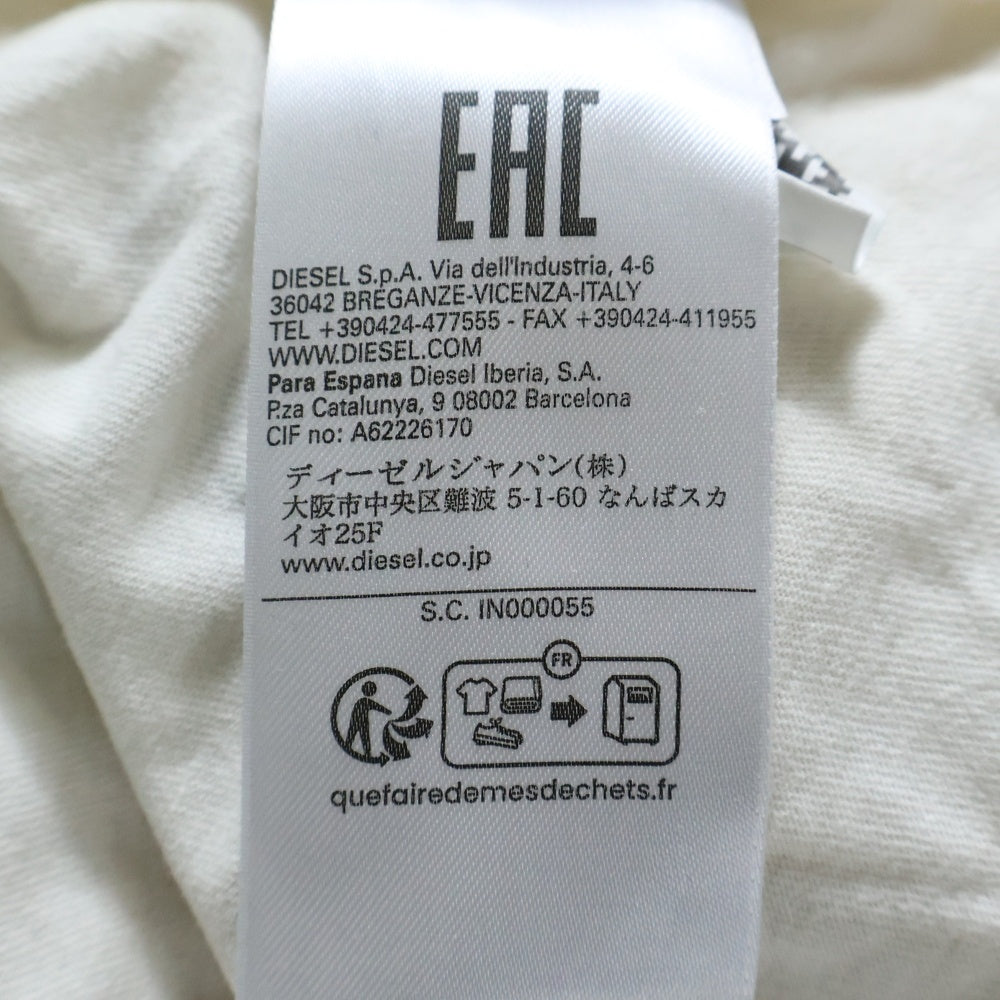 EAC
DIESEL S.p.A. Via dell'Industria, 4-6
36042 BREGANZE-VICENZA-ITALY
TEL +390424-477555 - FAX +390424-411955
WWW.DIESEL.COM
Para Espana Diesel Iberia, S.A.
P.za Catalunya, 9 08002 Barcelona
CIF no: A62226170
ディーゼルジャパン(株)
大阪市中央区難波 5-1-60 なんばスカ
イオ25F
www.diesel.co.jp
S.C. IN000055
FR
quefairedemesdechets.fr